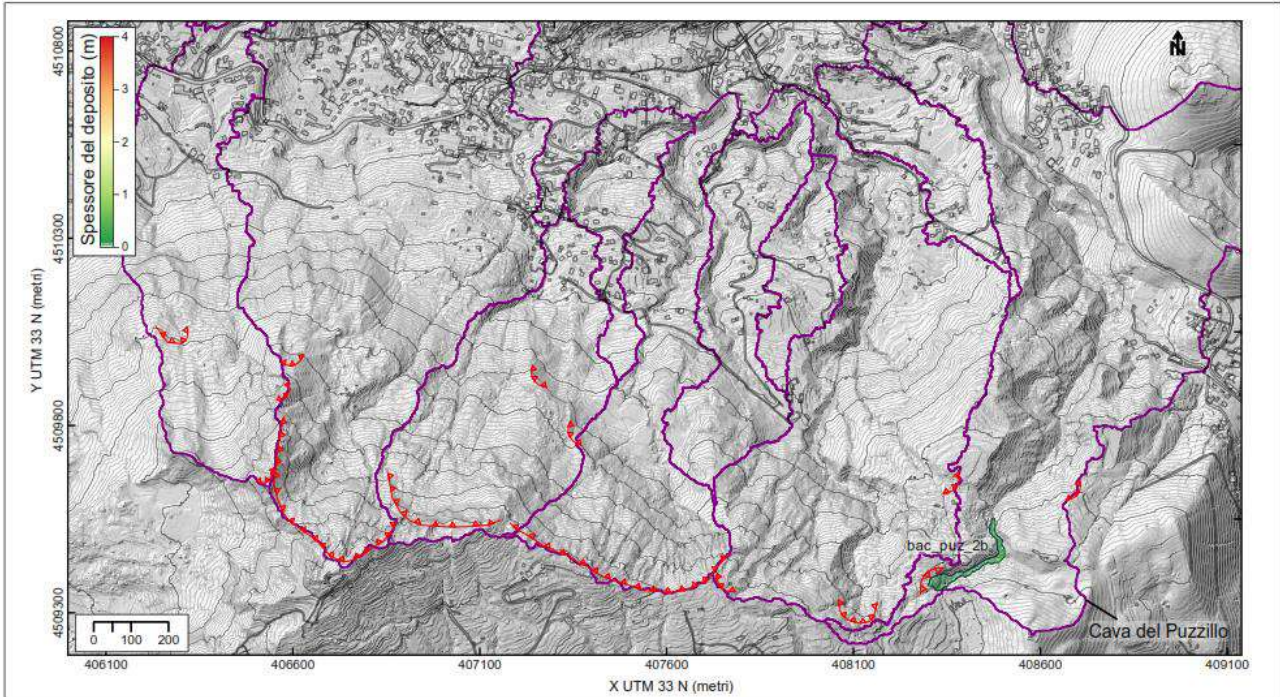 Spessore del deposito (m)
4
3
2
1
0
N
4510800
4510300
4509800
4509300
Y UTM 33 N (metri)
bac_puz_2b
Cava del Puzzillo
0 100 200
406100 406600 407100 407600 408100 408600 409100
X UTM 33 N (metri)